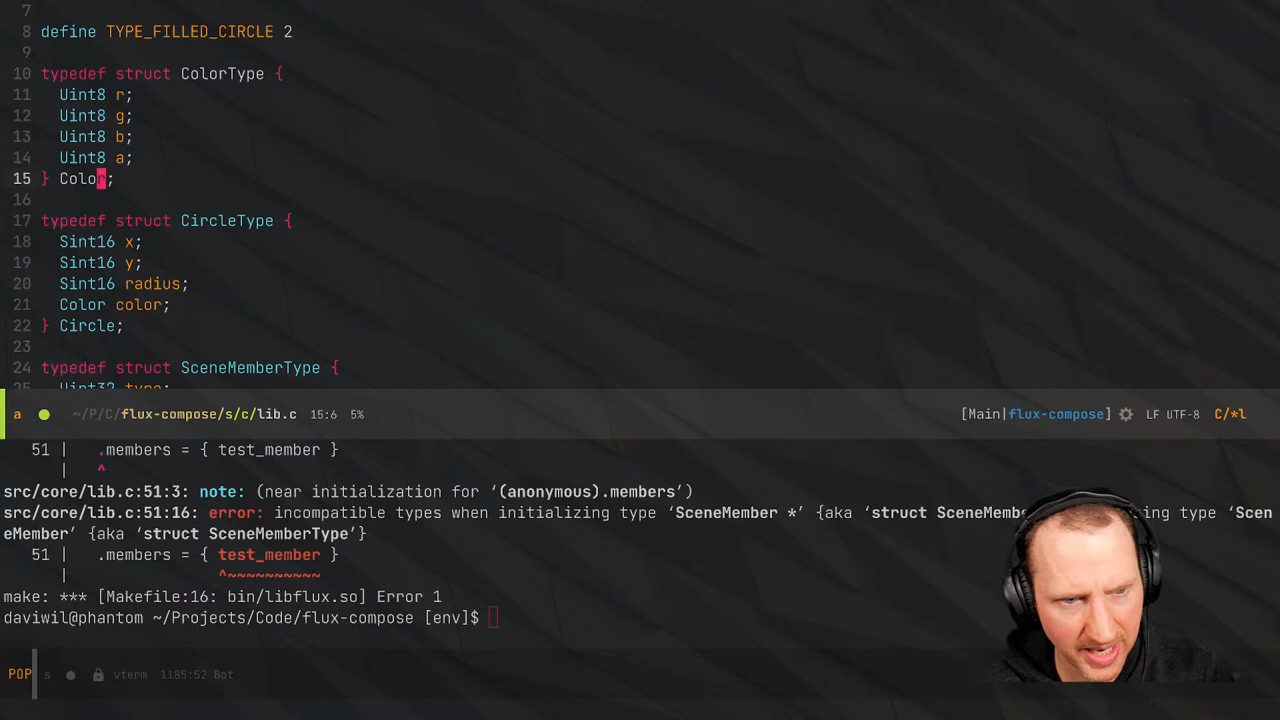 7
8 define TYPE_FILLED_CIRCLE 2
9
10 typedef struct ColorType {
11 Uint8 r;
12 Uint8 g;
13 Uint8 b;
14 Uint8 a;
15 } Color;
16
17 typedef struct CircleType {
18 Sint16 x;
19 Sint16 y;
20 Sint16 radius;
21 Color color;
22 } Circle;
23
24 typedef struct SceneMemberType {
25 Uint32 type;
a ~/P/C/flux-compose/s/c/lib.c 15:6 5% [Main|flux-compose] LF UTF-8 C/*l
51 | .members = { test_member }
| ^
src/core/lib.c:51:3: note: (near initialization for ‘(anonymous).members’)
src/core/lib.c:51:16: error: incompatible types when initializing type ‘SceneMember *’ {aka ‘struct type ‘Scen
eMember’ {aka ‘struct SceneMemberType’}
51 | .members = { test_member }
| ^~~~~~~~~~~
make: *** [Makefile:16: bin/libflux.so] Error 1
daviwil@phantom ~/Projects/Code/flux-compose [env]$
POP s vterm 1185:52 Bot